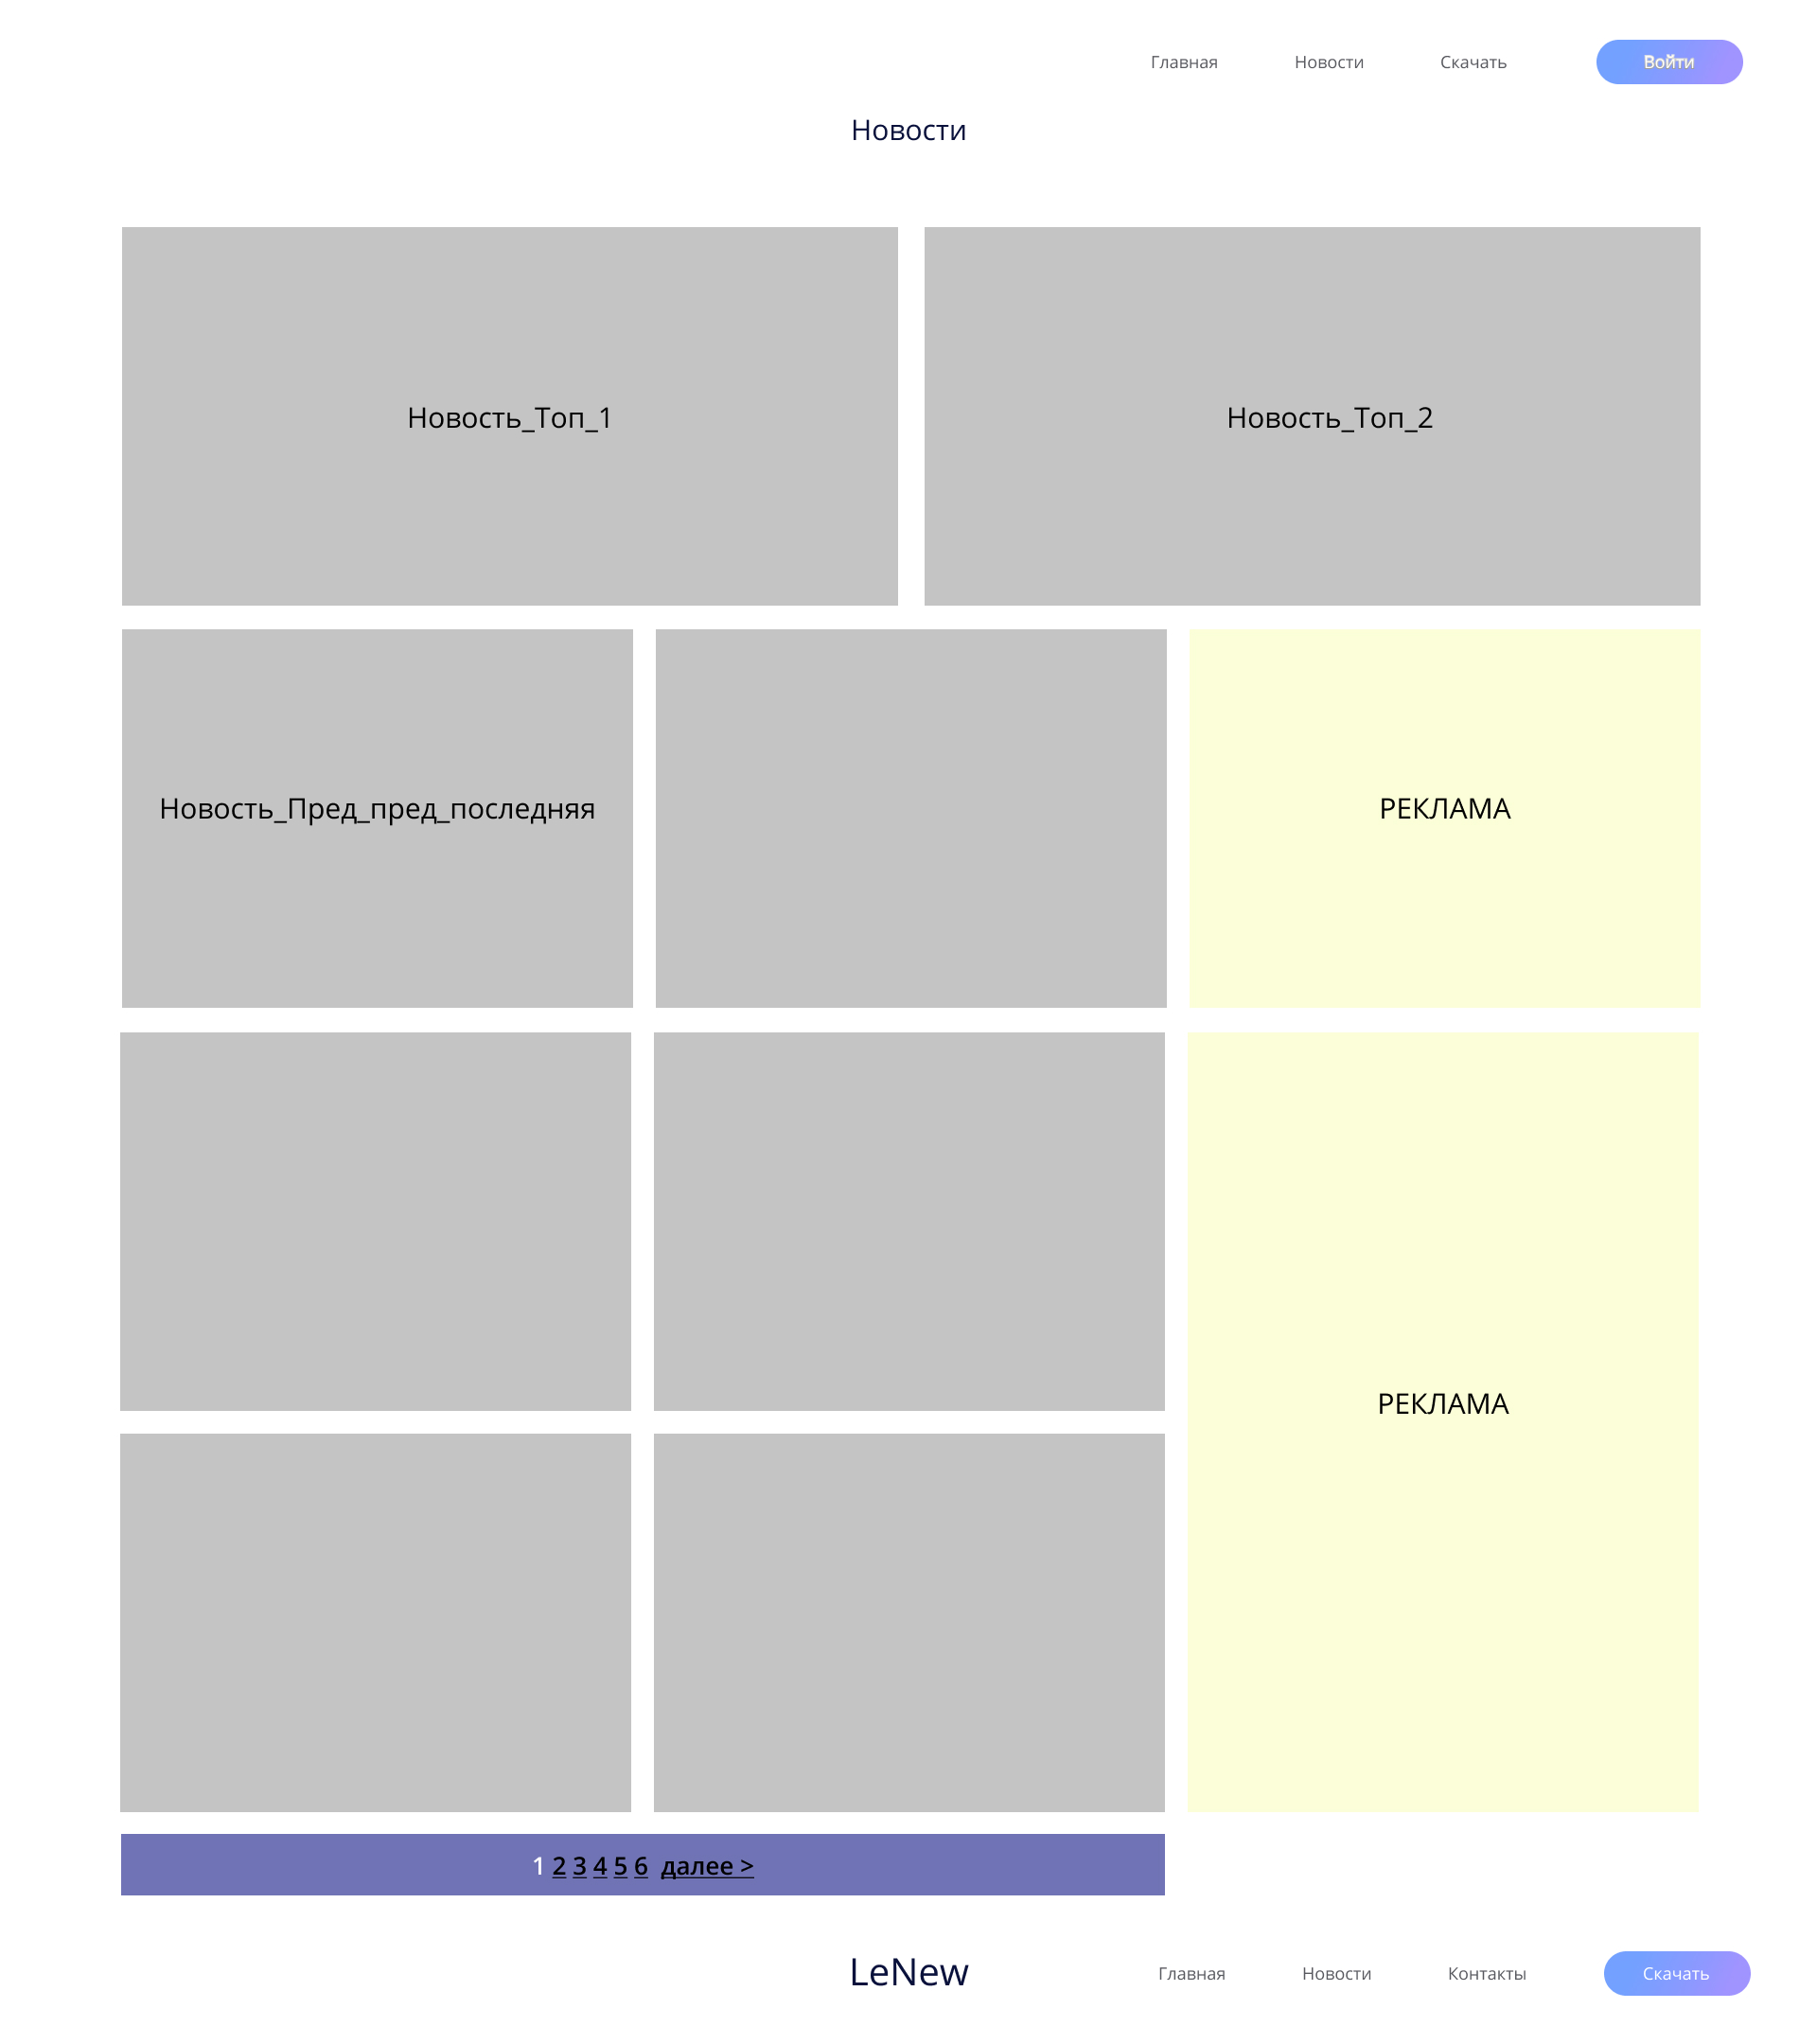 Главная Новости Скачать Войти
Новости
Новость_Топ_1 Новость_Топ_2
Новость_Пред_пред_последняя РЕКЛАМА
РЕКЛАМА
1 2 3 4 5 6 далее >
LeNew Главная Новости Контакты Скачать